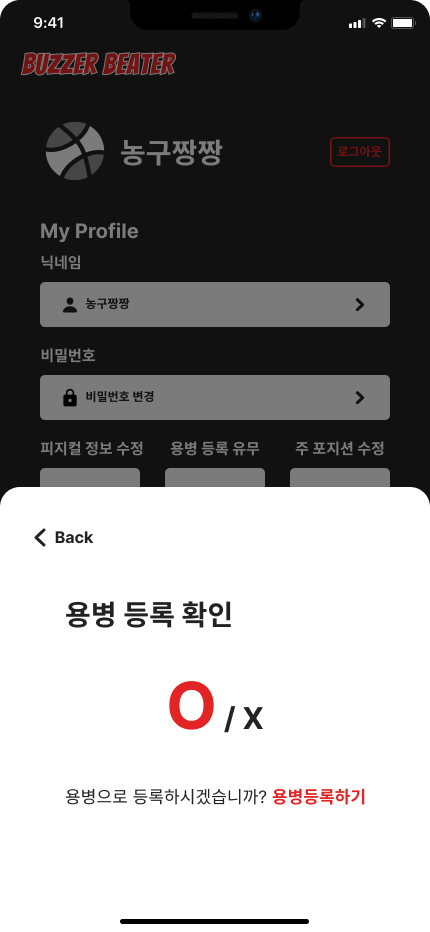 9:41
BUZZER BEATER
농구짱짱
로그아웃
My Profile
닉네임
농구짱짱
비밀번호
비밀번호 변경
피지컬 정보 수정 용병 등록 유무 주 포지션 수정
Back
용병 등록 확인
O / X
용병으로 등록하시겠습니까? 용병등록하기